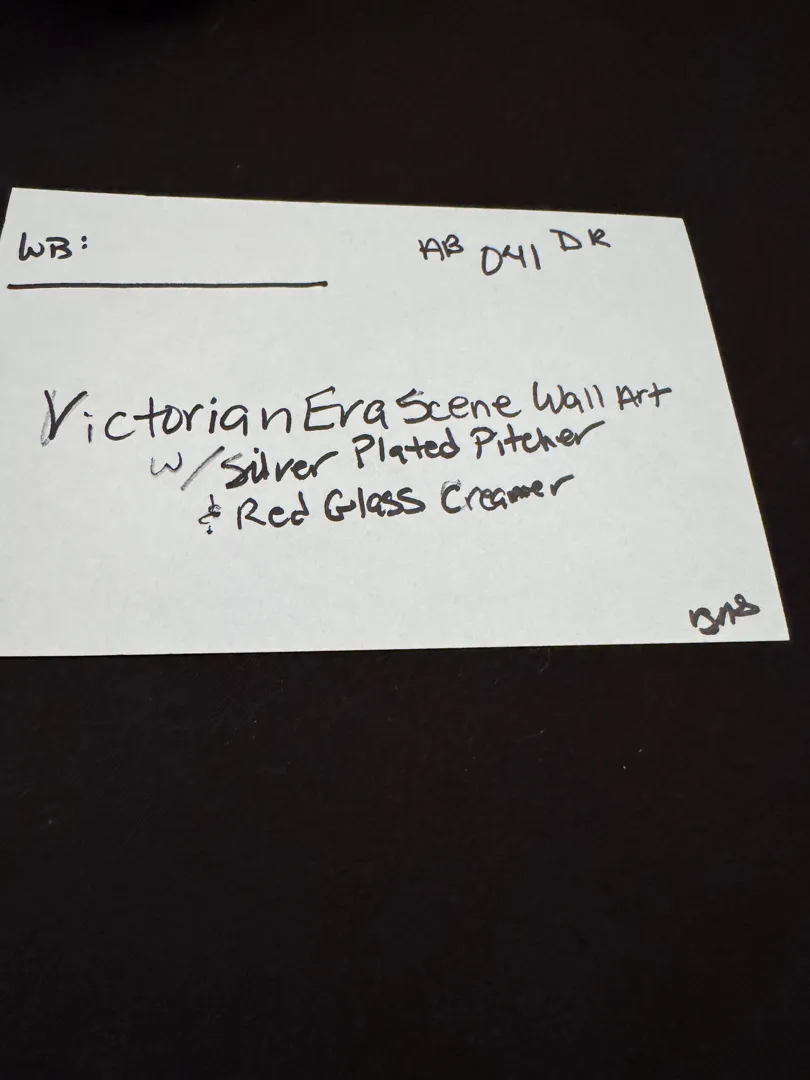 WB:
AB 041 DR
Victorian Era Scene Wall Art
w/ Silver Plated Pitcher
& Red Glass Creamer